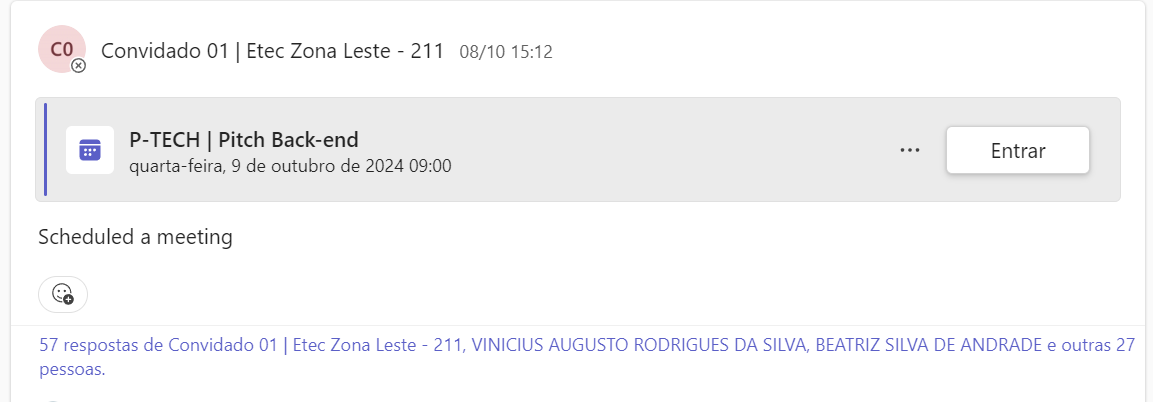 C0
Convidado 01 | Etec Zona Leste - 211 08/10 15:12
P-TECH | Pitch Back-end
quarta-feira, 9 de outubro de 2024 09:00
Entrar
Scheduled a meeting
57 respostas de Convidado 01 | Etec Zona Leste - 211, VINICIUS AUGUSTO RODRIGUES DA SILVA, BEATRIZ SILVA DE ANDRADE e outras 27
pessoas.